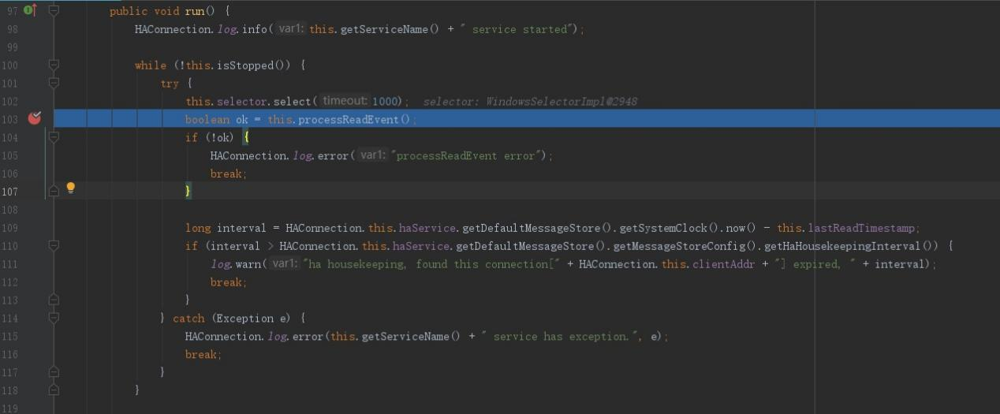 97 public void run() {
98 HAConnection.log.info( var1: this.getServiceName() + " service started");
99
100 while (!this.isStopped()) {
101 try {
102 this.selector.select( timeout: 1000); selector: WindowsSelectorImpl@2948
103 boolean ok = this.processReadEvent();
104 if (!ok) {
105 HAConnection.log.error( var1: "processReadEvent error");
106 break;
107 }
108
109 long interval = HAConnection.this.haService.getDefaultMessageStore().getSystemClock().now() - this.lastReadTimestamp;
110 if (interval > HAConnection.this.haService.getDefaultMessageStore().getMessageStoreConfig().getHaHousekeepingInterval()) {
111 log.warn( var1: "ha housekeeping, found this connection[" + HAConnection.this.clientAddr + "] expired, " + interval);
112 break;
113 }
114 } catch (Exception e) {
115 HAConnection.log.error(this.getServiceName() + " service has exception.", e);
116 break;
117 }
118 }
119